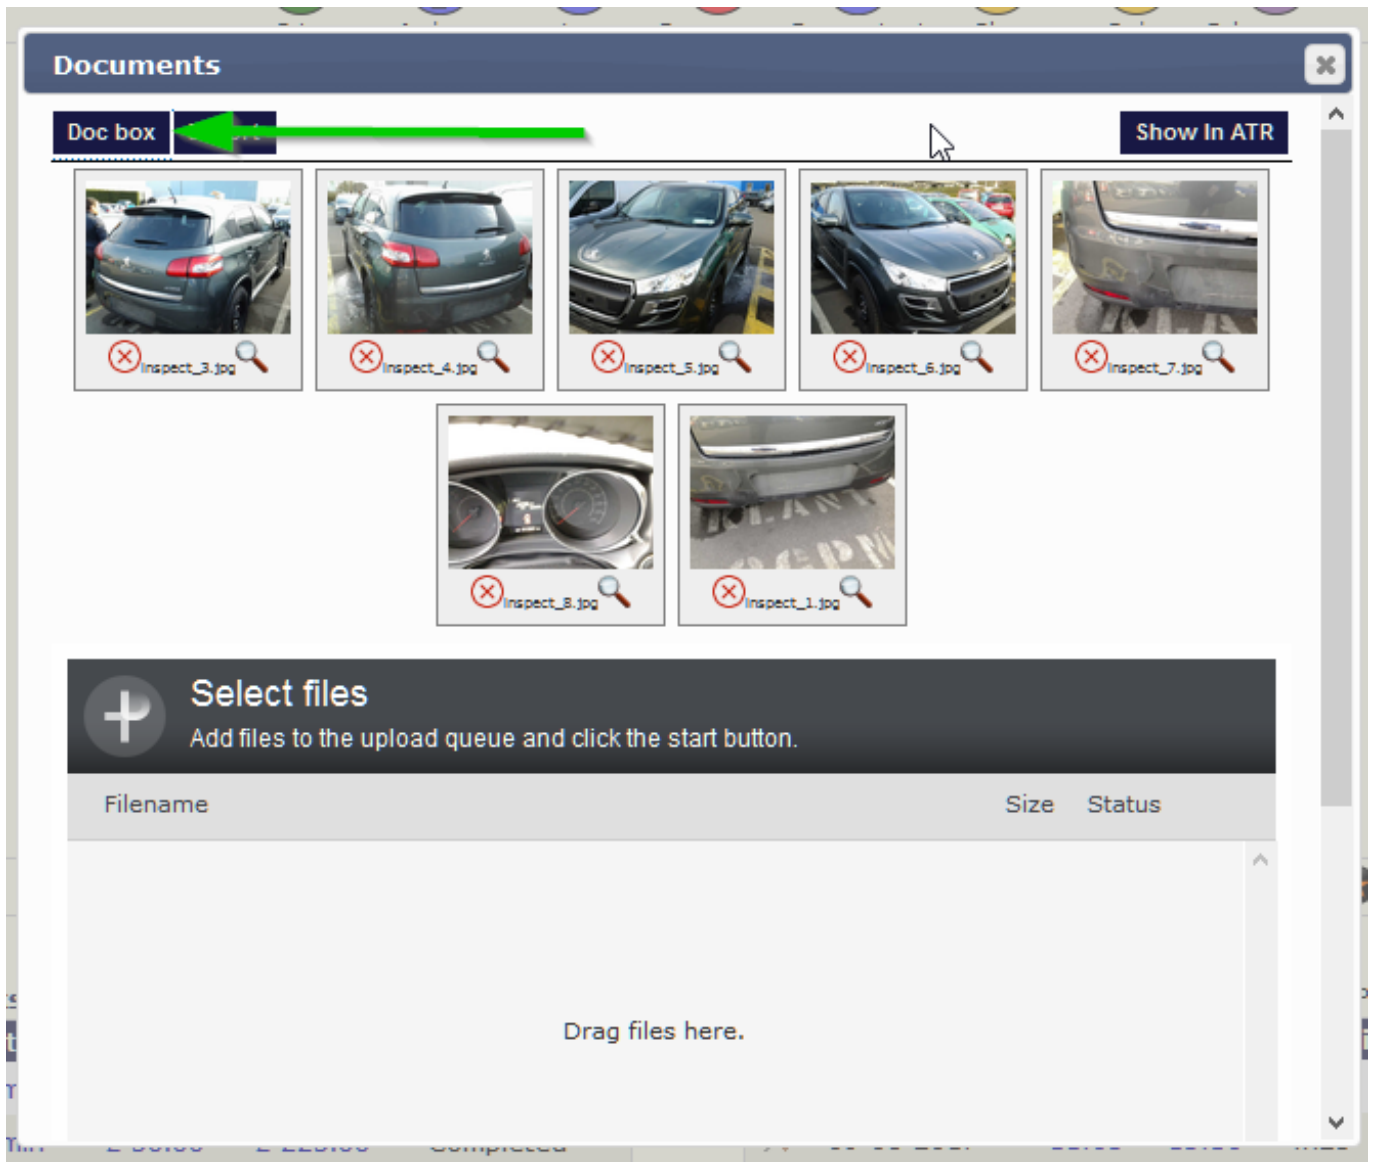 Documents
Doc box
Show In ATR
Inspect_3.jpg
Inspect_4.jpg
Inspect_5.jpg
Inspect_6.jpg
Inspect_7.jpg
Inspect_8.jpg
Inspect_1.jpg
Select files
Add files to the upload queue and click the start button.
Filename Size Status
Drag files here.